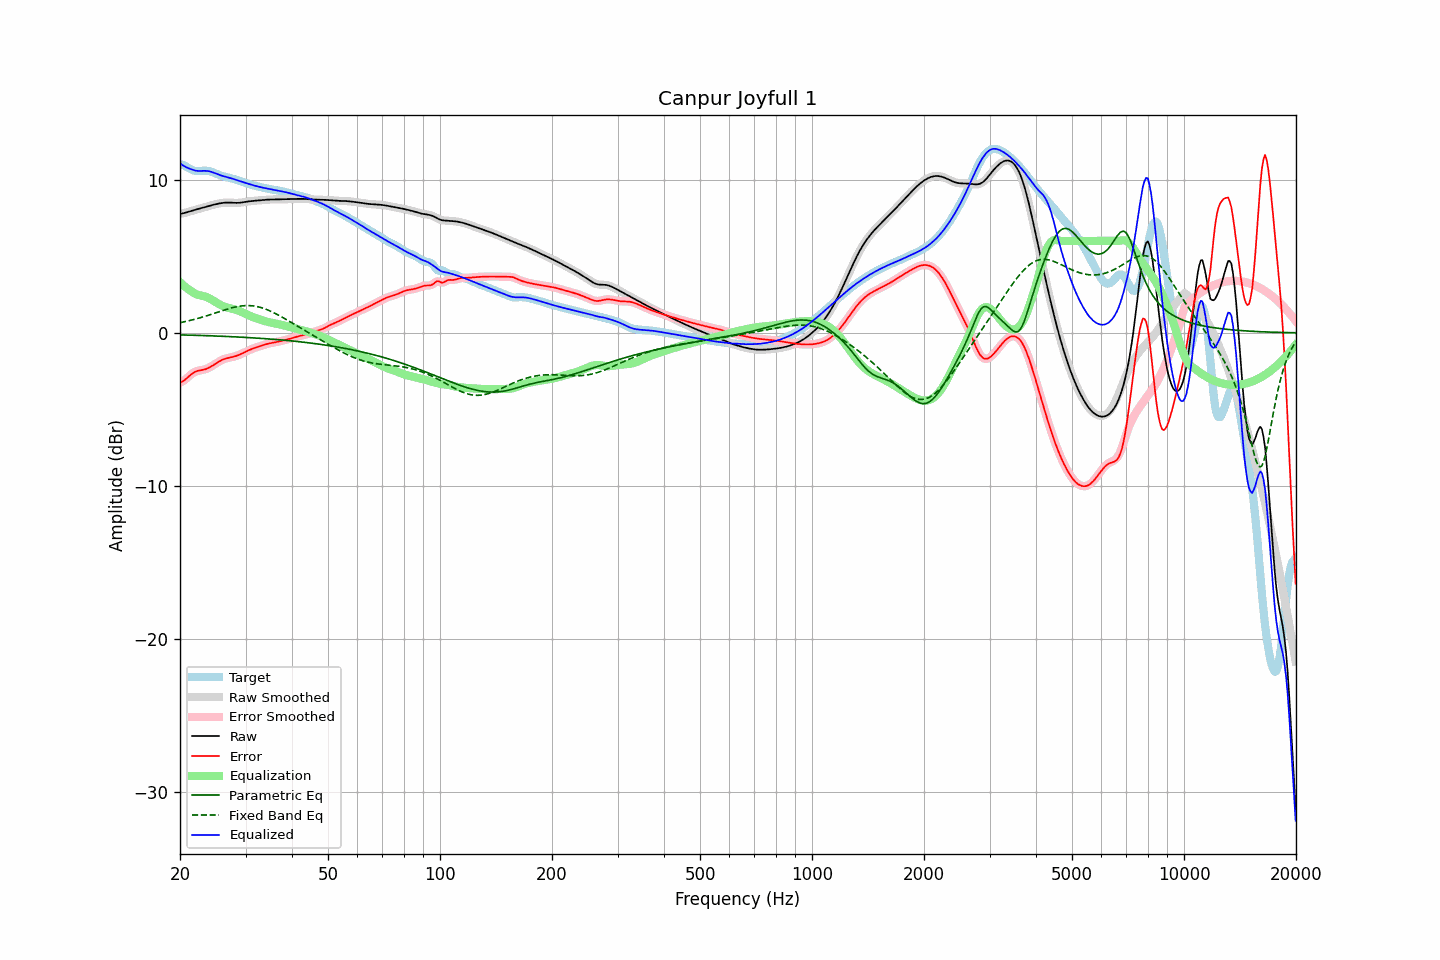 Canpur Joyfull 1
Amplitude (dBr)
10
0
−10
−20
−30
Target
Raw Smoothed
Error Smoothed
Raw
Error
Equalization
Parametric Eq
Fixed Band Eq
Equalized
20 50 100 200 500 1000 2000 5000 10000 20000
Frequency (Hz)